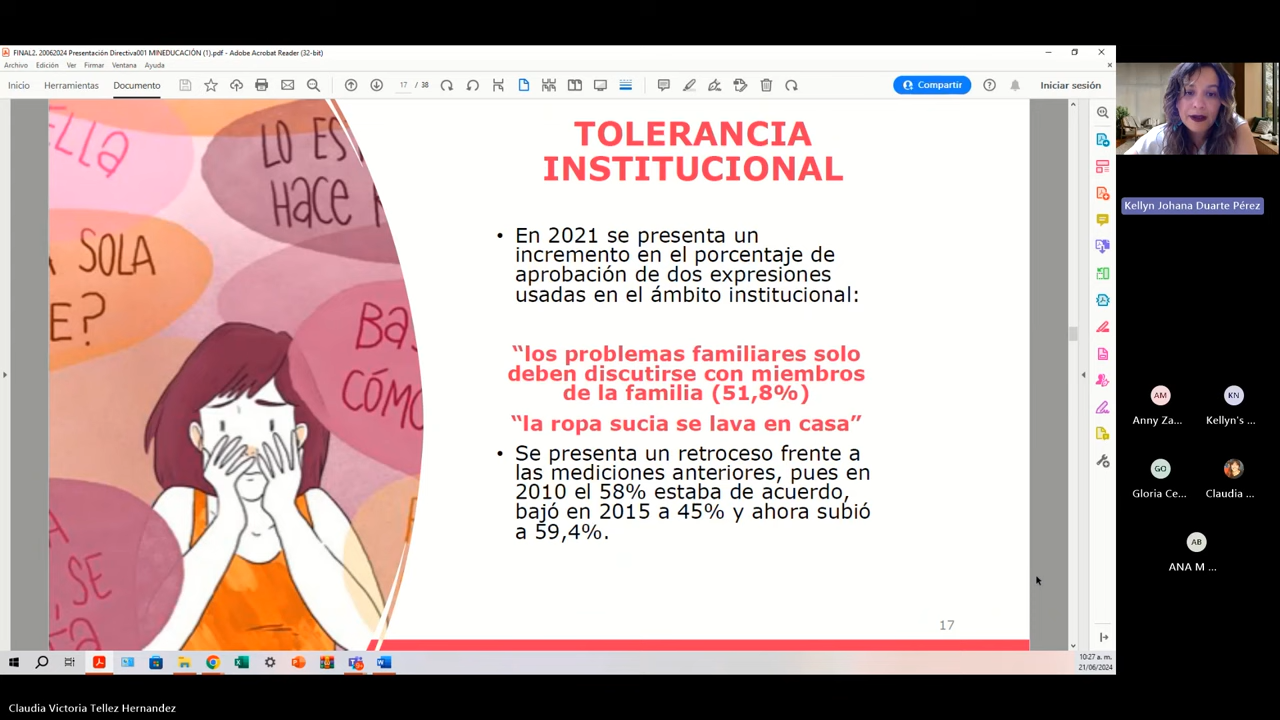 FINAL2. 20062024 Presentación Directiva001 MINEDUCACIÓN (1).pdf - Adobe Acrobat Reader (32-bit)
Archivo Edición Ver Firmar Ventana Ayuda
Inicio Herramientas Documento 17 / 38 Compartir Iniciar sesión
ELLA
LO ES
HACE
SOLA
E?
BAS
CÓMO
SE
TOLERANCIA
INSTITUCIONAL
• En 2021 se presenta un
incremento en el porcentaje de
aprobación de dos expresiones
usadas en el ámbito institucional:
“los problemas familiares solo
deben discutirse con miembros
de la familia (51,8%)
“la ropa sucia se lava en casa”
• Se presenta un retroceso frente a
las mediciones anteriores, pues en
2010 el 58% estaba de acuerdo,
bajó en 2015 a 45% y ahora subió
a 59,4%.
17
Kellyn Johana Duarte Pérez
AM KN
Anny Za... Kellyn's ...
GO
Gloria Ce... Claudia ...
AB
ANA M ...
10:27 a. m.
21/06/2024
Claudia Victoria Tellez Hernandez